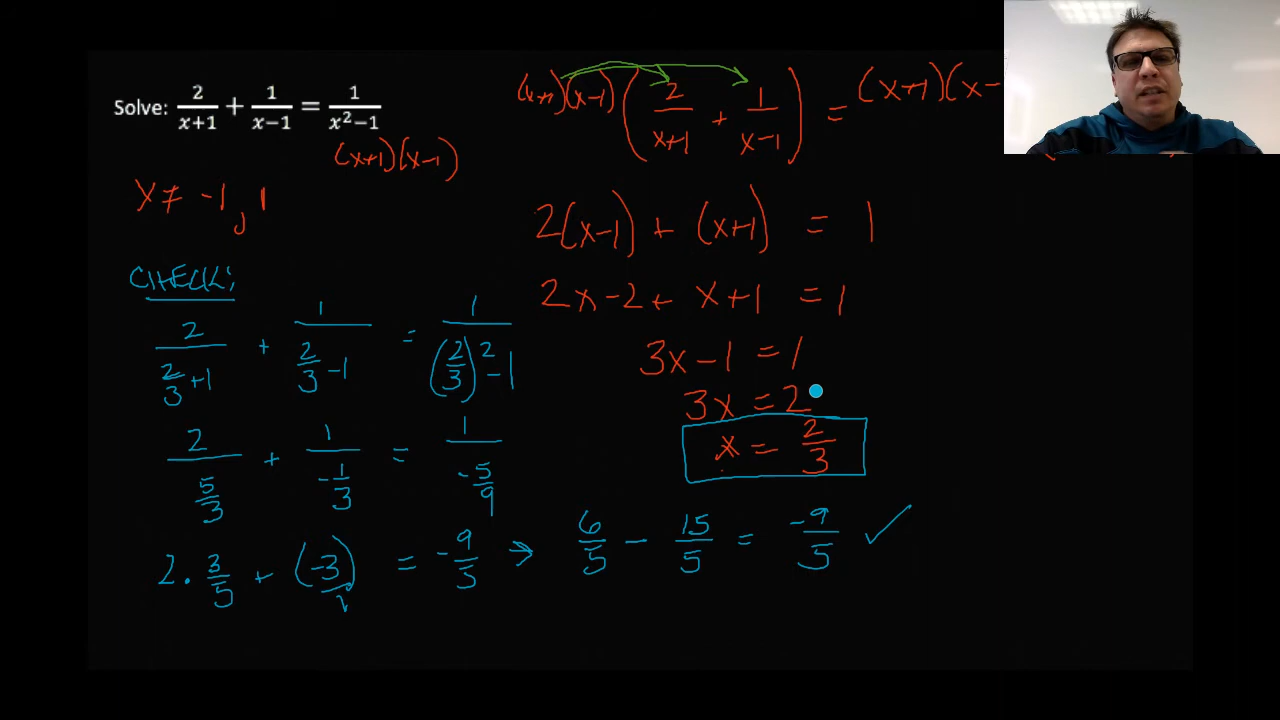 Solve: 2/(x+1) + 1/(x−1) = 1/(x²−1)
(x+1)(x-1)
x ≠ -1, 1
(x+1)(x-1) ( 2/(x+1) + 1/(x-1) ) = (x+1)(x-
2(x-1) + (x+1) = 1
2x-2 + x+1 = 1
3x-1 = 1
3x = 2
x = 2/3
CHECK:
2/(2/3+1) + 1/(2/3-1) = 1/((2/3)²-1)
2/(5/3) + 1/(-1/3) = 1/(-5/9)
2·3/5 + (-3/1) = -9/5 → 6/5 - 15/5 = -9/5 ✓